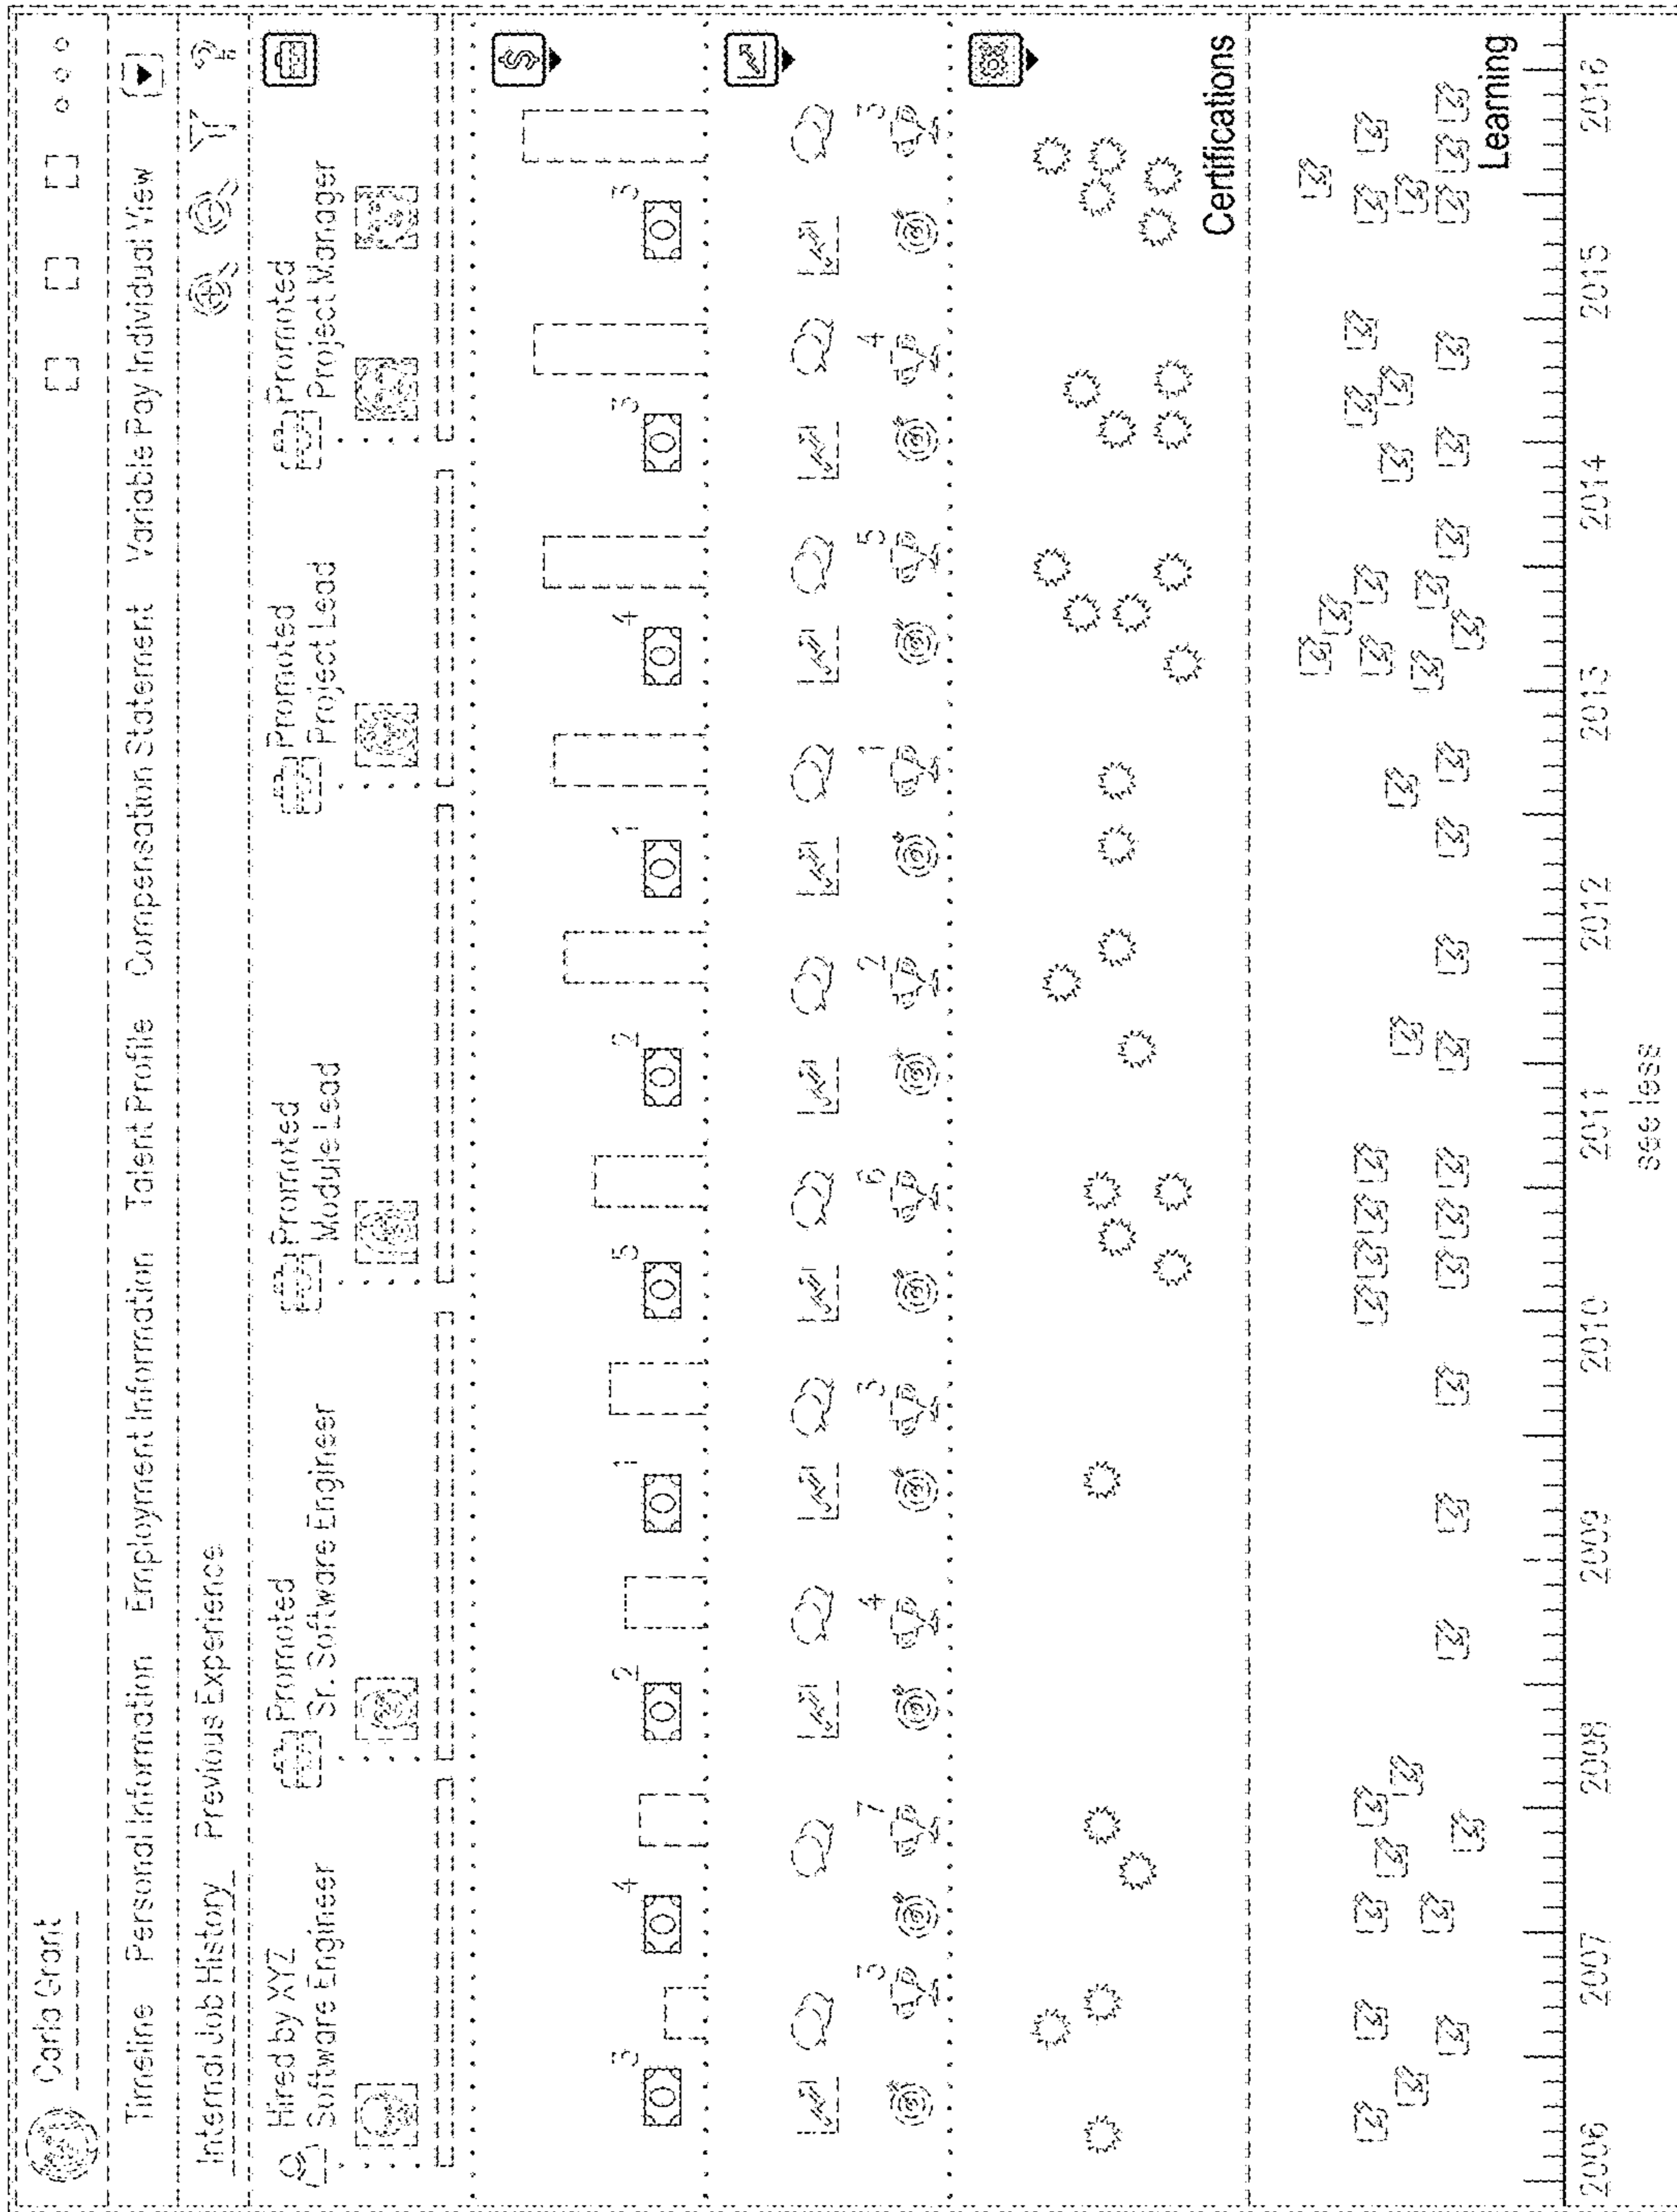 Carla Grant
Timeline Personal Information Employment Information Talent Profile Compensation Statement Variable Pay Individual View
Internal Job History Previous Experience
Hired by XYZ
Software Engineer
Promoted
Sr. Software Engineer
Promoted
Module Lead
Promoted
Project Lead
Promoted
Project Manager
$
3 4 2 1 5 2 1 4 3 3
3 7 4 3 6 2 1 5 4 3
Certifications
Learning
2006 2007 2008 2009 2010 2011 2012 2013 2014 2015 2016
see less